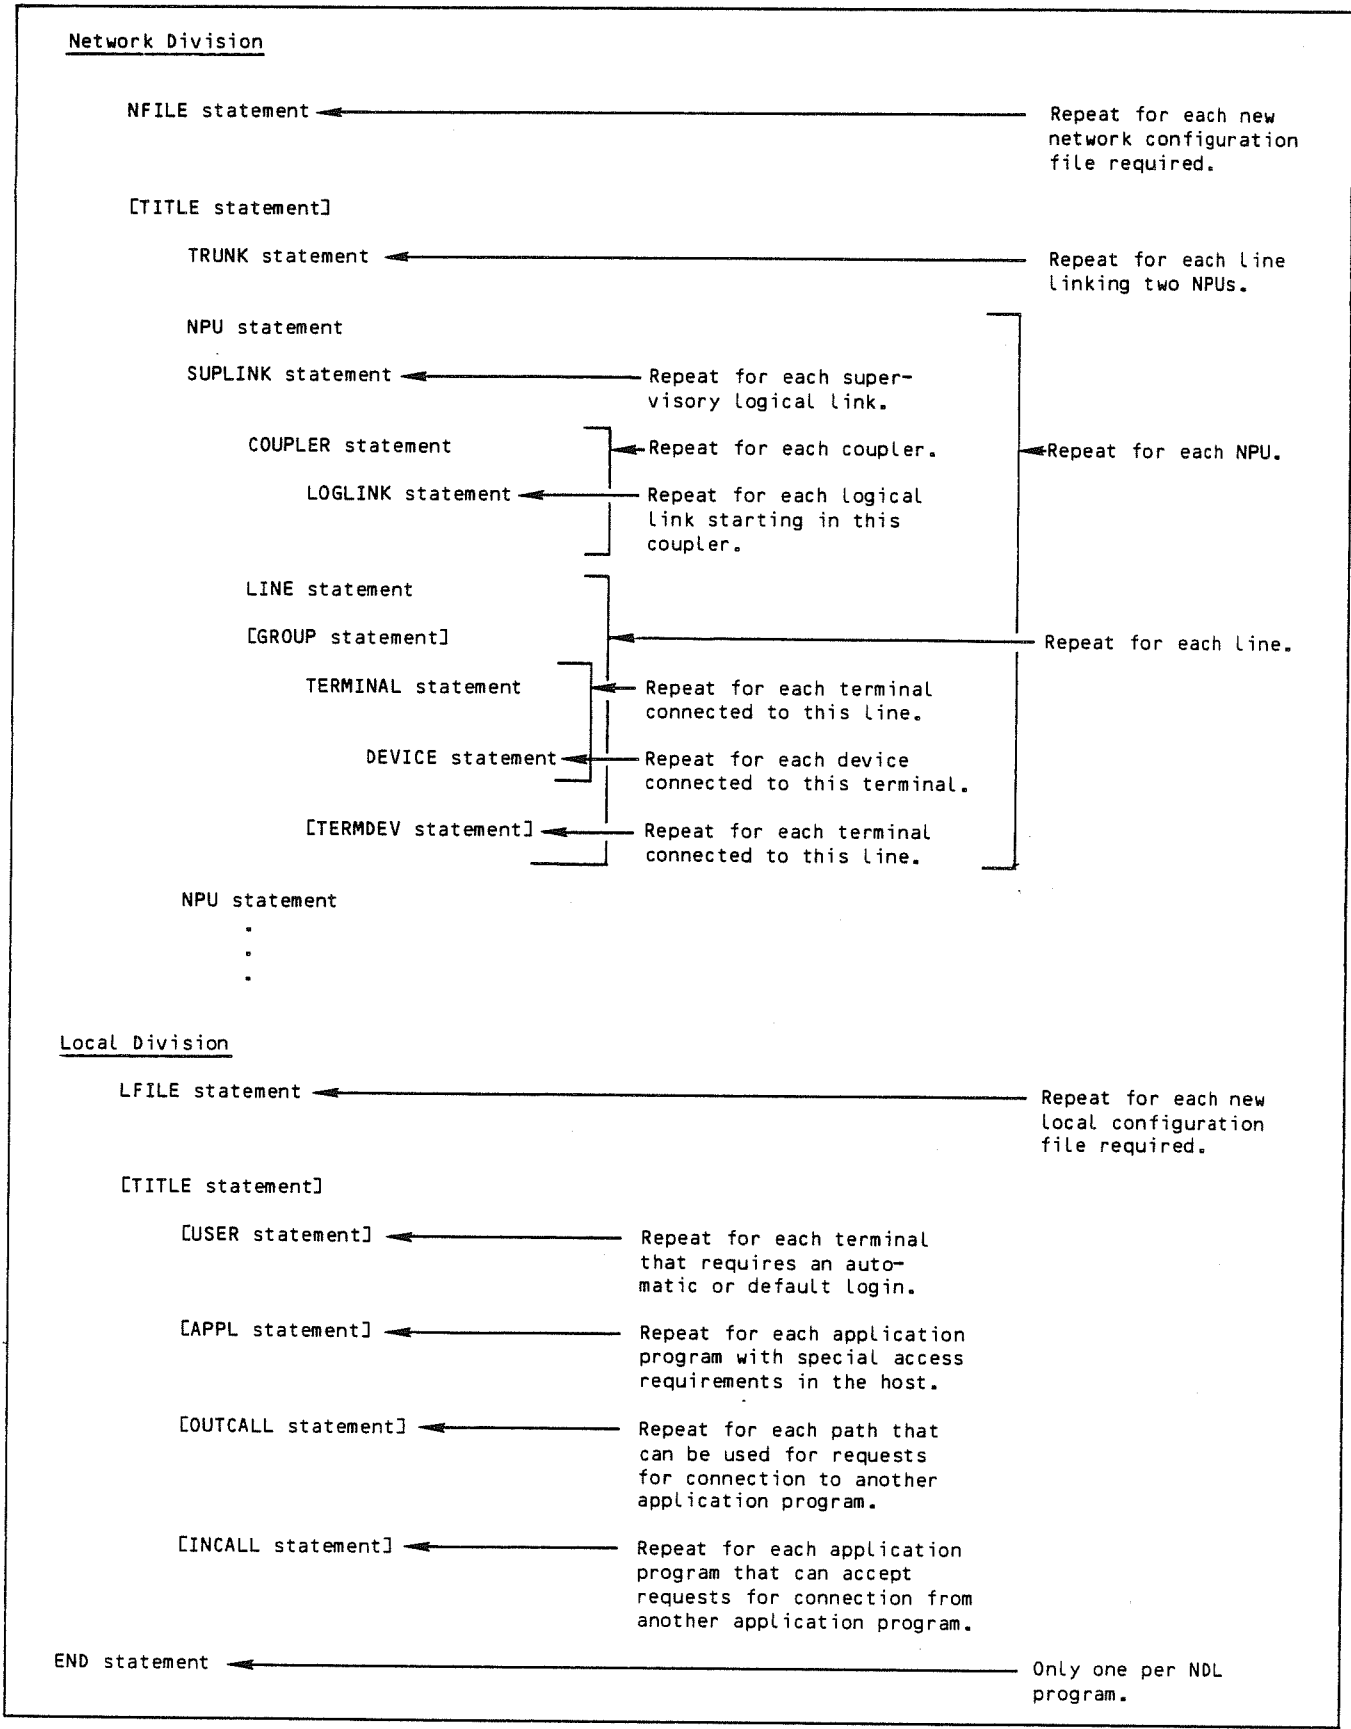 Network Division
NFILE statement
Repeat for each new
network configuration
file required.
[TITLE statement]
TRUNK statement
Repeat for each line
linking two NPUs.
NPU statement
SUPLINK statement
Repeat for each super-
visory logical link.
COUPLER statement
Repeat for each coupler.
Repeat for each NPU.
LOGLINK statement
Repeat for each logical
link starting in this
coupler.
LINE statement
[GROUP statement]
Repeat for each line.
TERMINAL statement
Repeat for each terminal
connected to this line.
DEVICE statement
Repeat for each device
connected to this terminal.
[TERMDEV statement]
Repeat for each terminal
connected to this line.
NPU statement
.
.
.
Local Division
LFILE statement
Repeat for each new
local configuration
file required.
[TITLE statement]
[USER statement]
Repeat for each terminal
that requires an auto-
matic or default login.
[APPL statement]
Repeat for each application
program with special access
requirements in the host.
[OUTCALL statement]
Repeat for each path that
can be used for requests
for connection to another
application program.
[INCALL statement]
Repeat for each application
program that can accept
requests for connection from
another application program.
END statement
Only one per NDL
program.